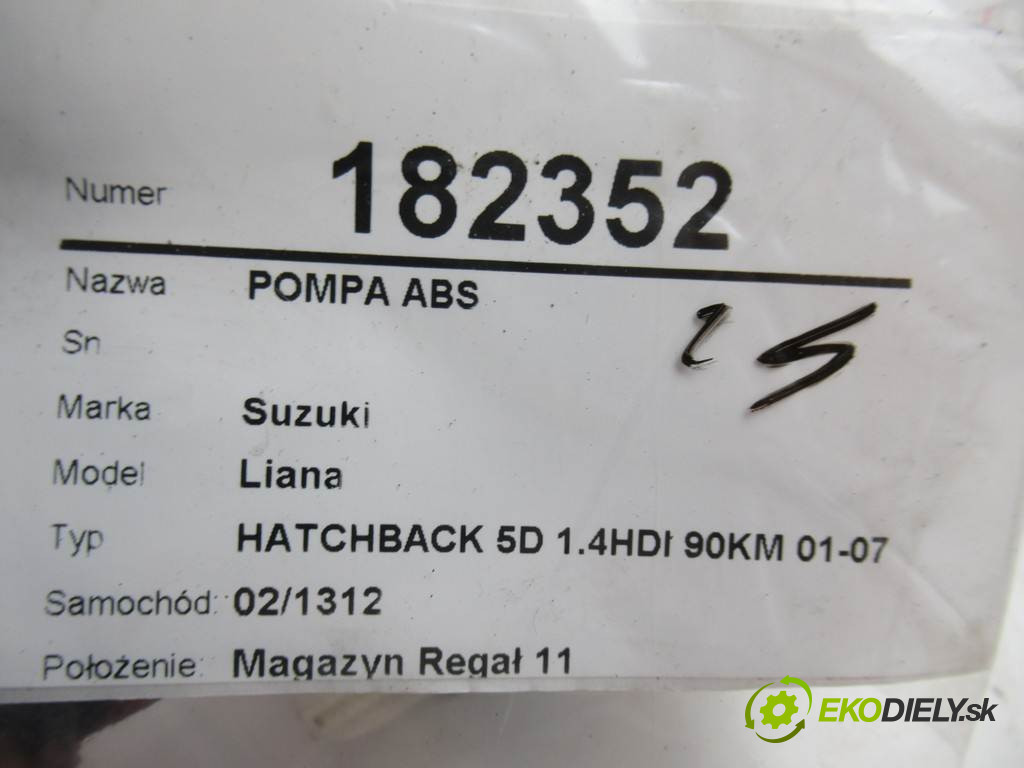 Numer 182352
Nazwa POMPA ABS
Sn
Marka Suzuki
Model Liana
Typ HATCHBACK 5D 1.4HDI 90KM 01-07
Samochód: 02/1312
Położenie: Magazyn Regał 11
EKODIELY.sk